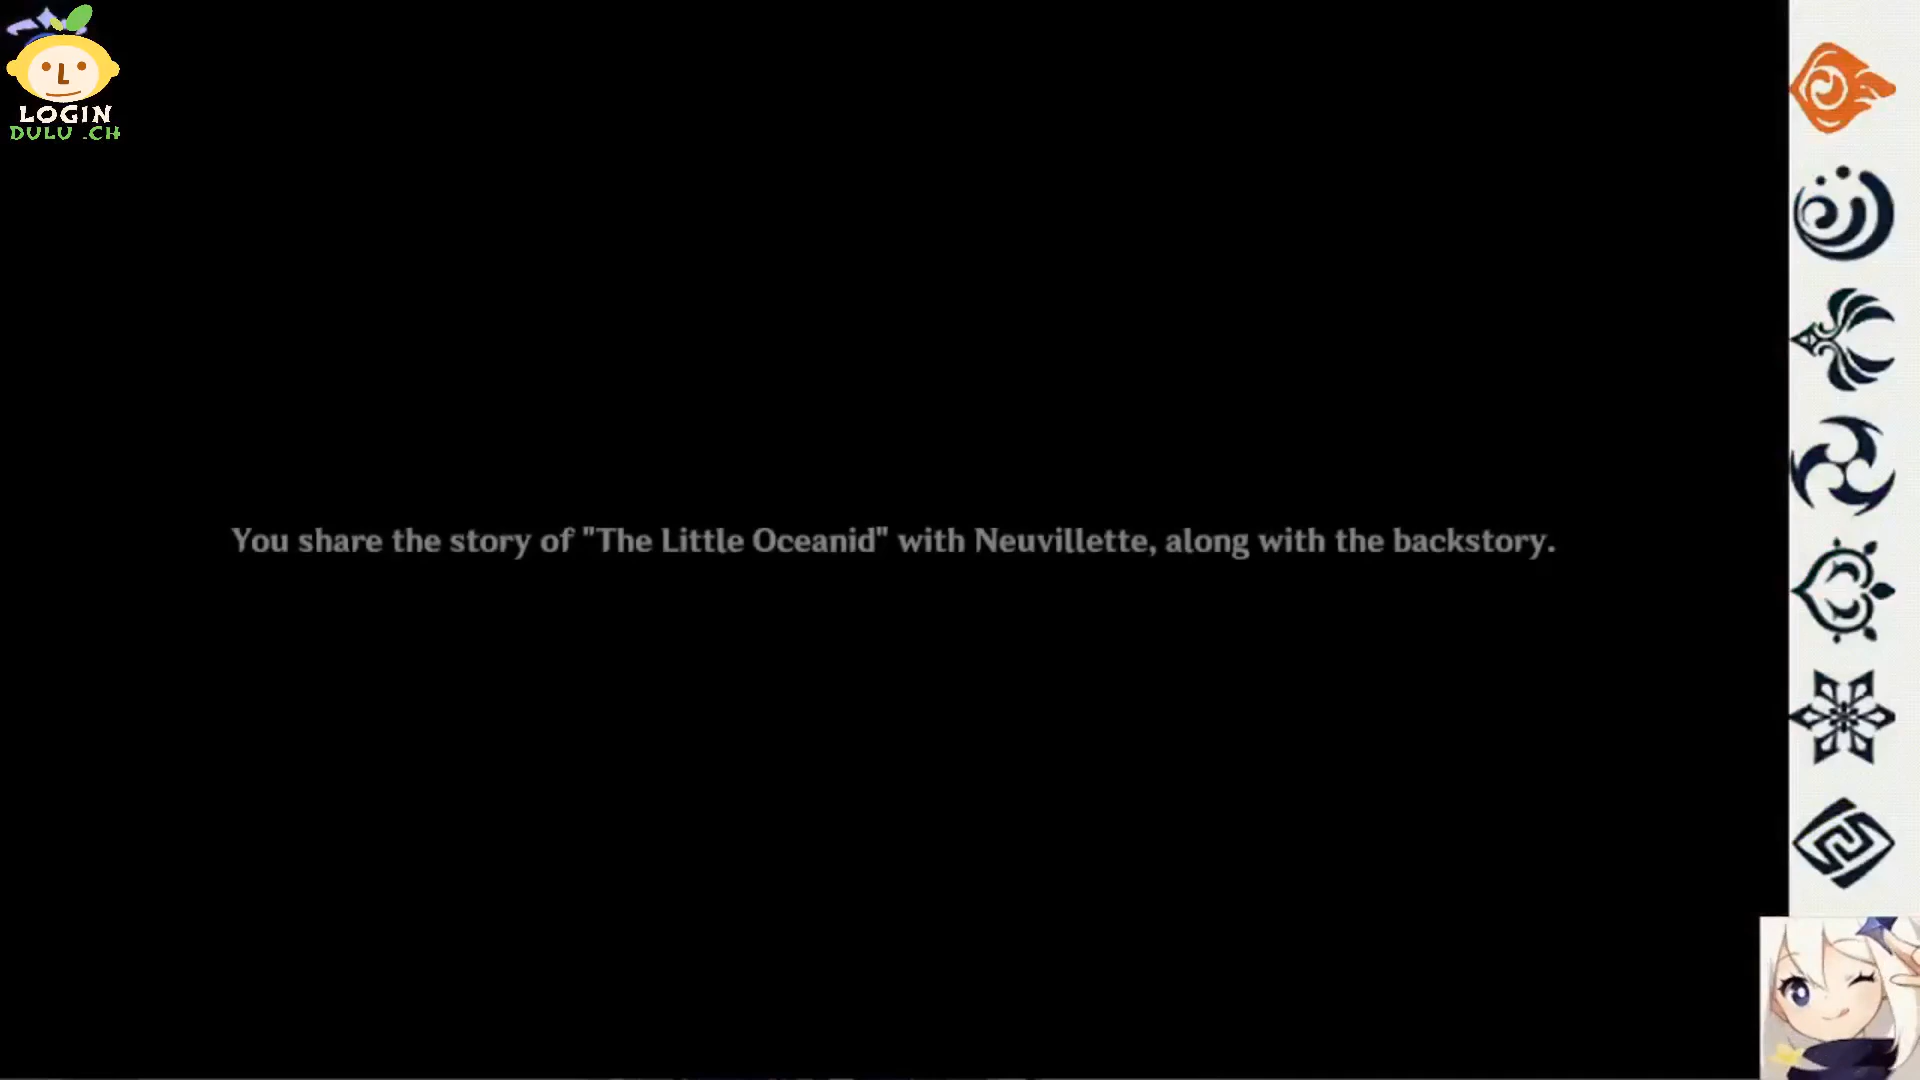 LOGIN
DULU .CH
You share the story of "The Little Oceanid" with Neuvillette, along with the backstory.